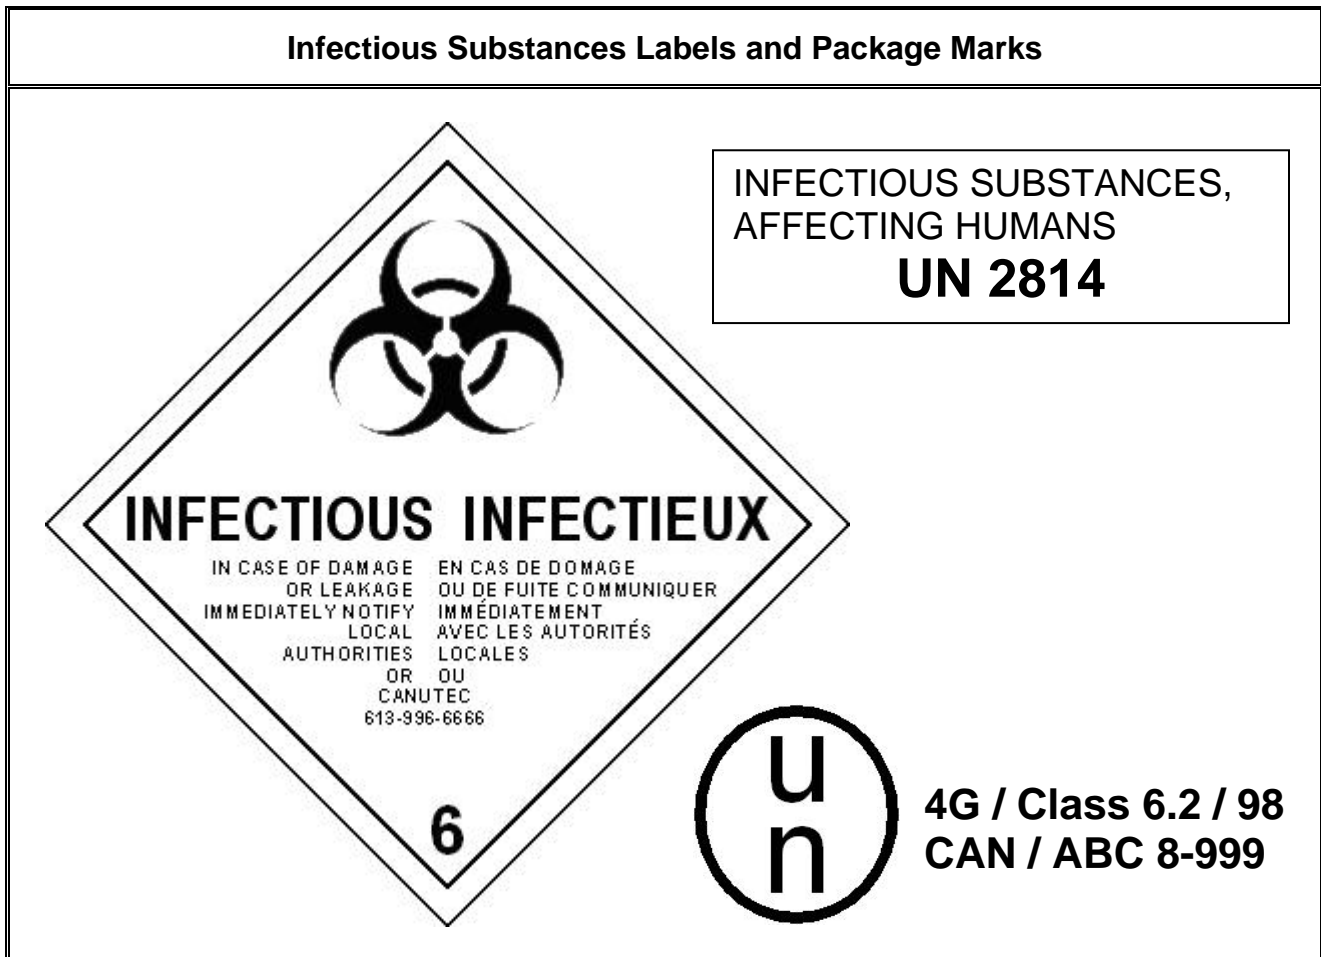 Infectious Substances Labels and Package Marks
INFECTIOUS SUBSTANCES,
AFFECTING HUMANS
UN 2814
INFECTIOUS INFECTIEUX
IN CASE OF DAMAGE
OR LEAKAGE
IMMEDIATELY NOTIFY
LOCAL
AUTHORITIES
OR
EN CAS DE DOMAGE
OU DE FUITE COMMUNIQUER
IMMÉDIATEMENT
AVEC LES AUTORITÉS
LOCALES
OU
CANUTEC
613-996-6666
6
u
n
4G / Class 6.2 / 98
CAN / ABC 8-999